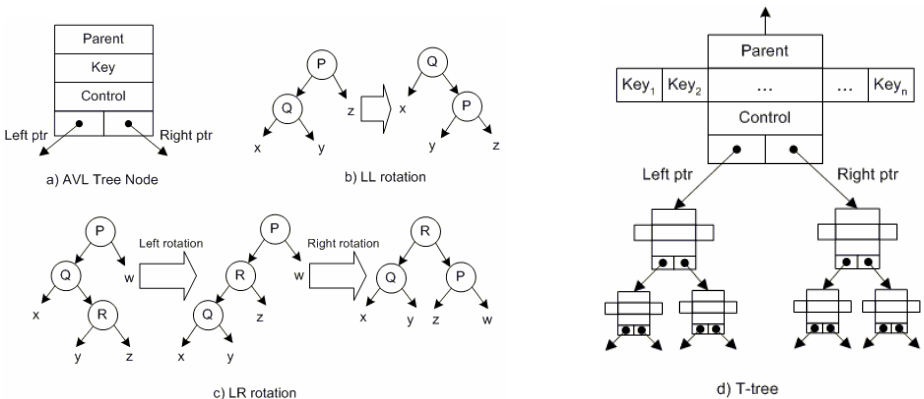 Parent
Key
Control
Left ptr
Right ptr
a) AVL Tree Node
P
Q
z
x
y
Q
x
P
y
z
b) LL rotation
P
Q
w
x
R
y
z
Left rotation
P
R
w
Q
z
x
y
Right rotation
R
Q
P
x
y
z
w
c) LR rotation
Parent
Key1 Key2 ... ... Keyn
Control
Left ptr
Right ptr
d) T-tree